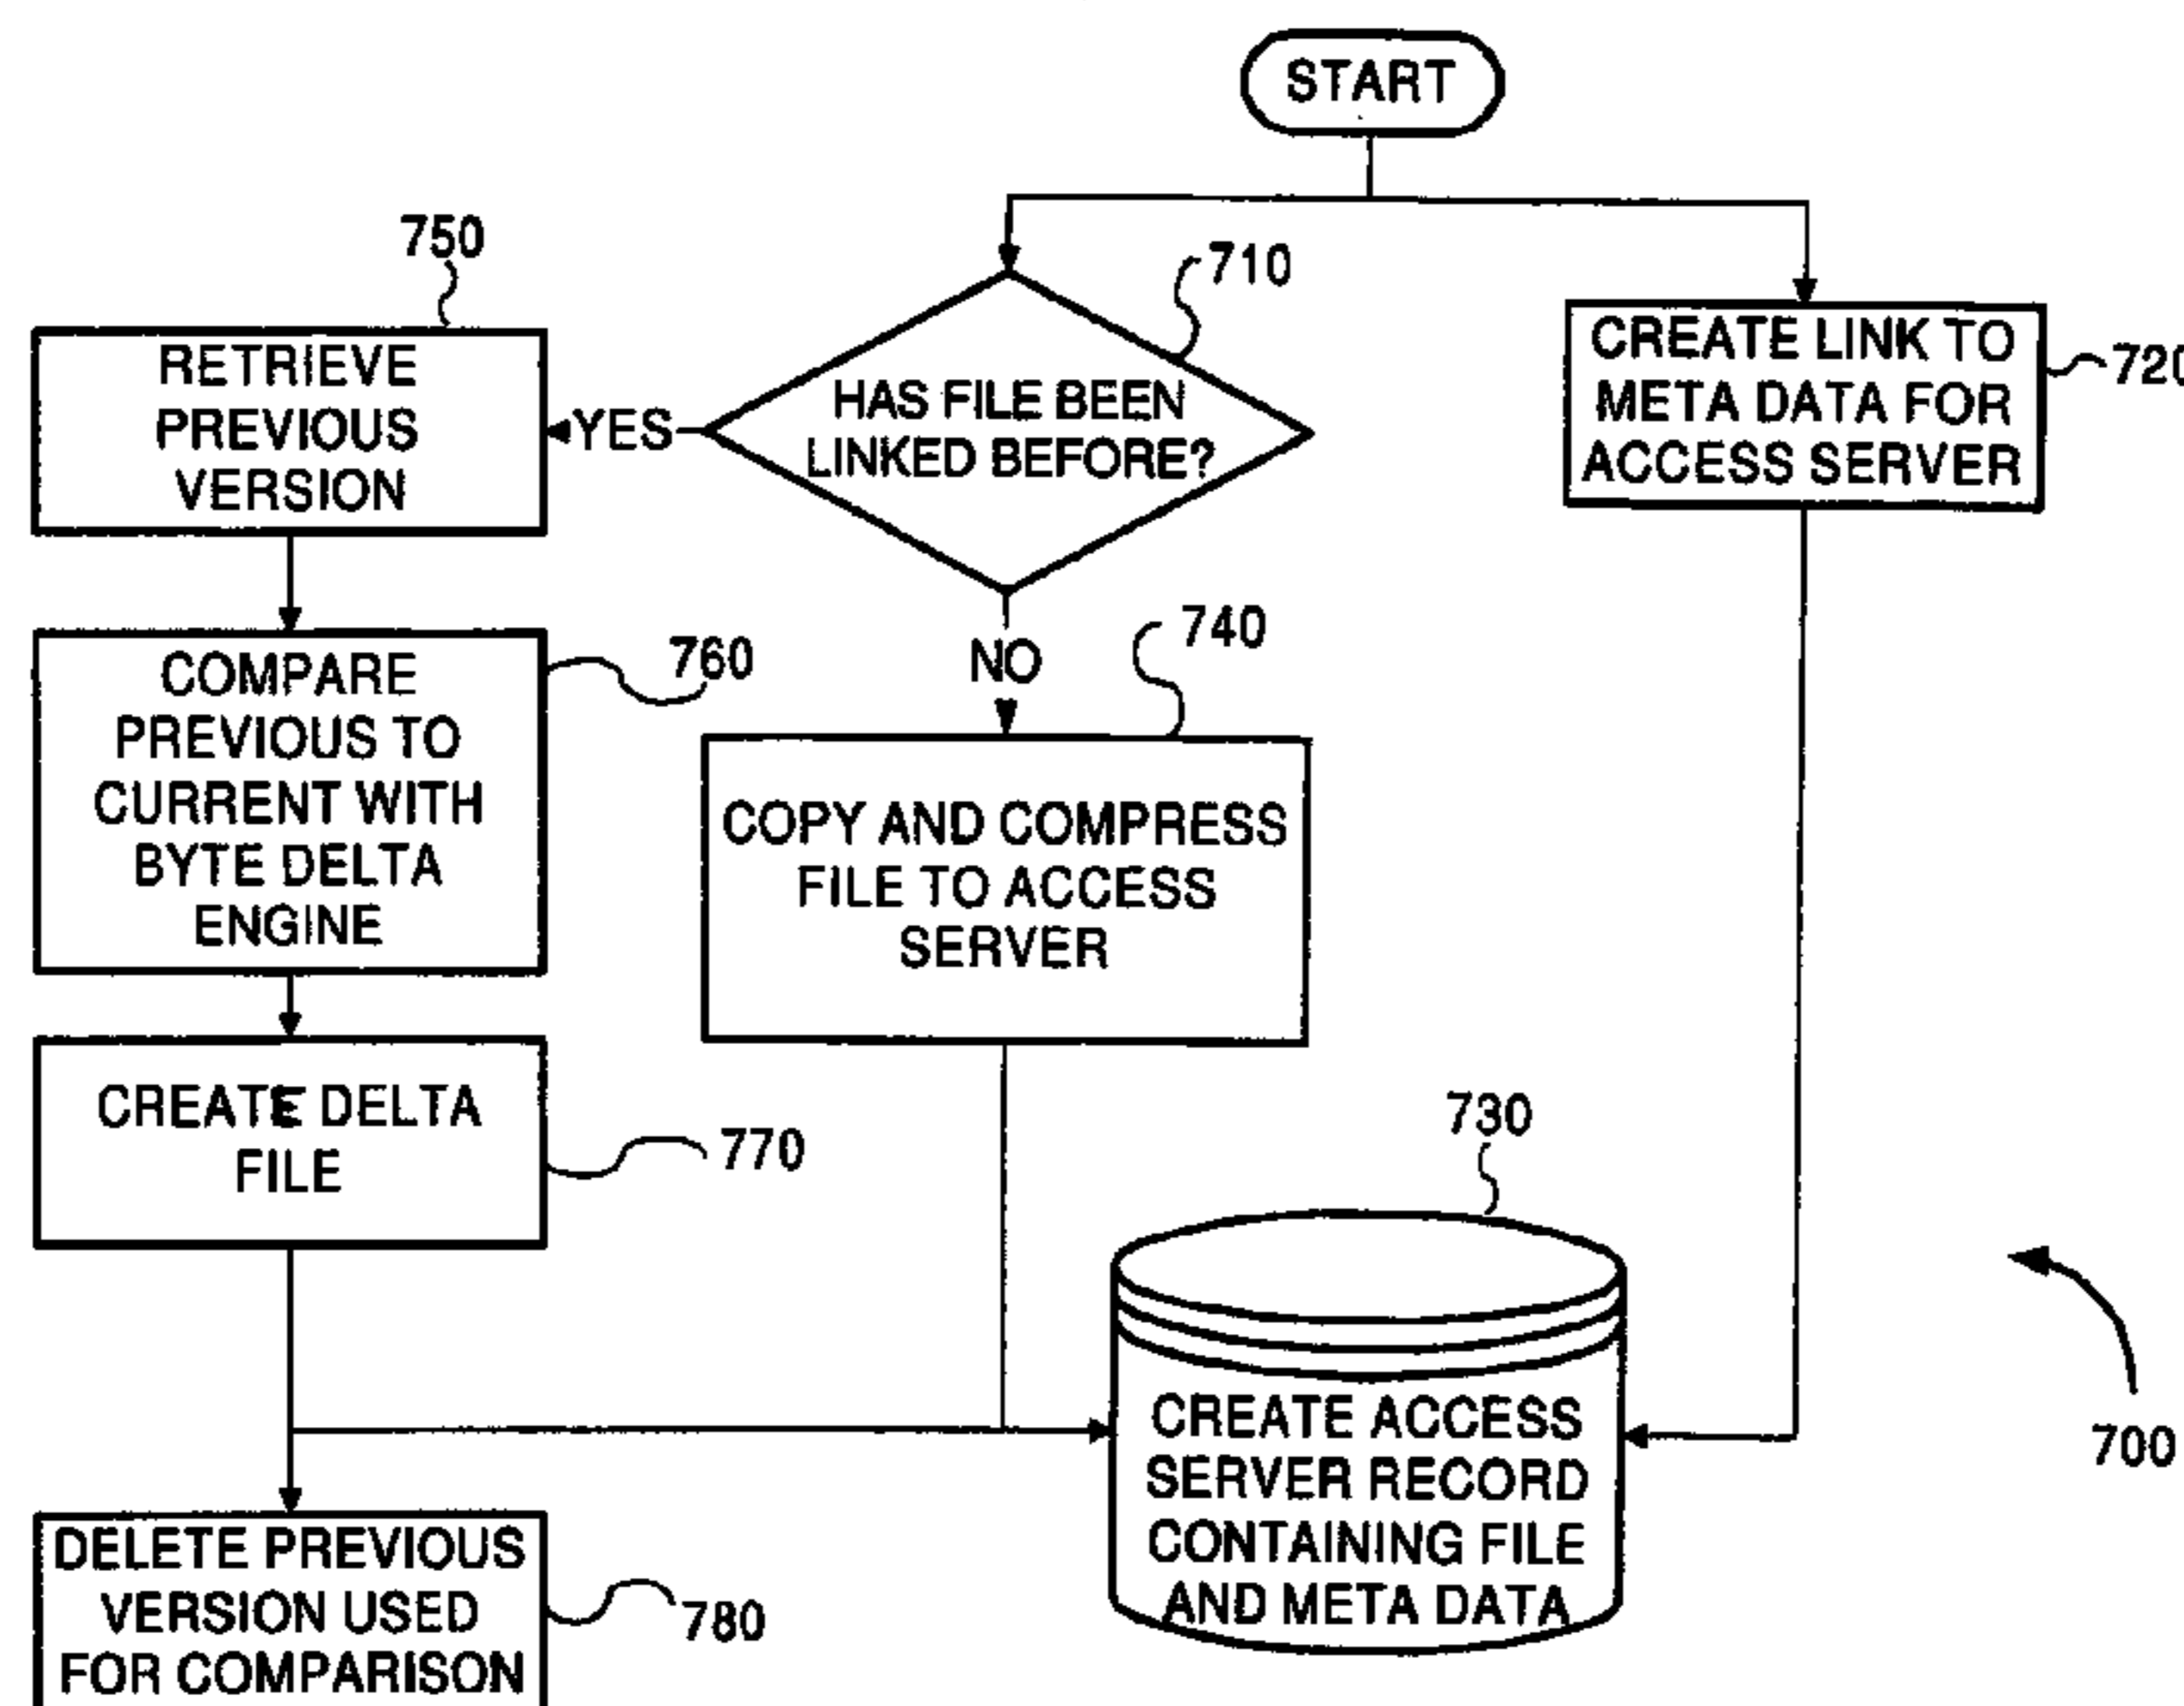 START
750
710
RETRIEVE
PREVIOUS
VERSION
YES
HAS FILE BEEN
LINKED BEFORE?
CREATE LINK TO
META DATA FOR
ACCESS SERVER
720
760
COMPARE
PREVIOUS TO
CURRENT WITH
BYTE DELTA
ENGINE
NO
740
COPY AND COMPRESS
FILE TO ACCESS
SERVER
CREATE DELTA
FILE
770
730
CREATE ACCESS
SERVER RECORD
CONTAINING FILE
AND META DATA
700
DELETE PREVIOUS
VERSION USED
FOR COMPARISON
780